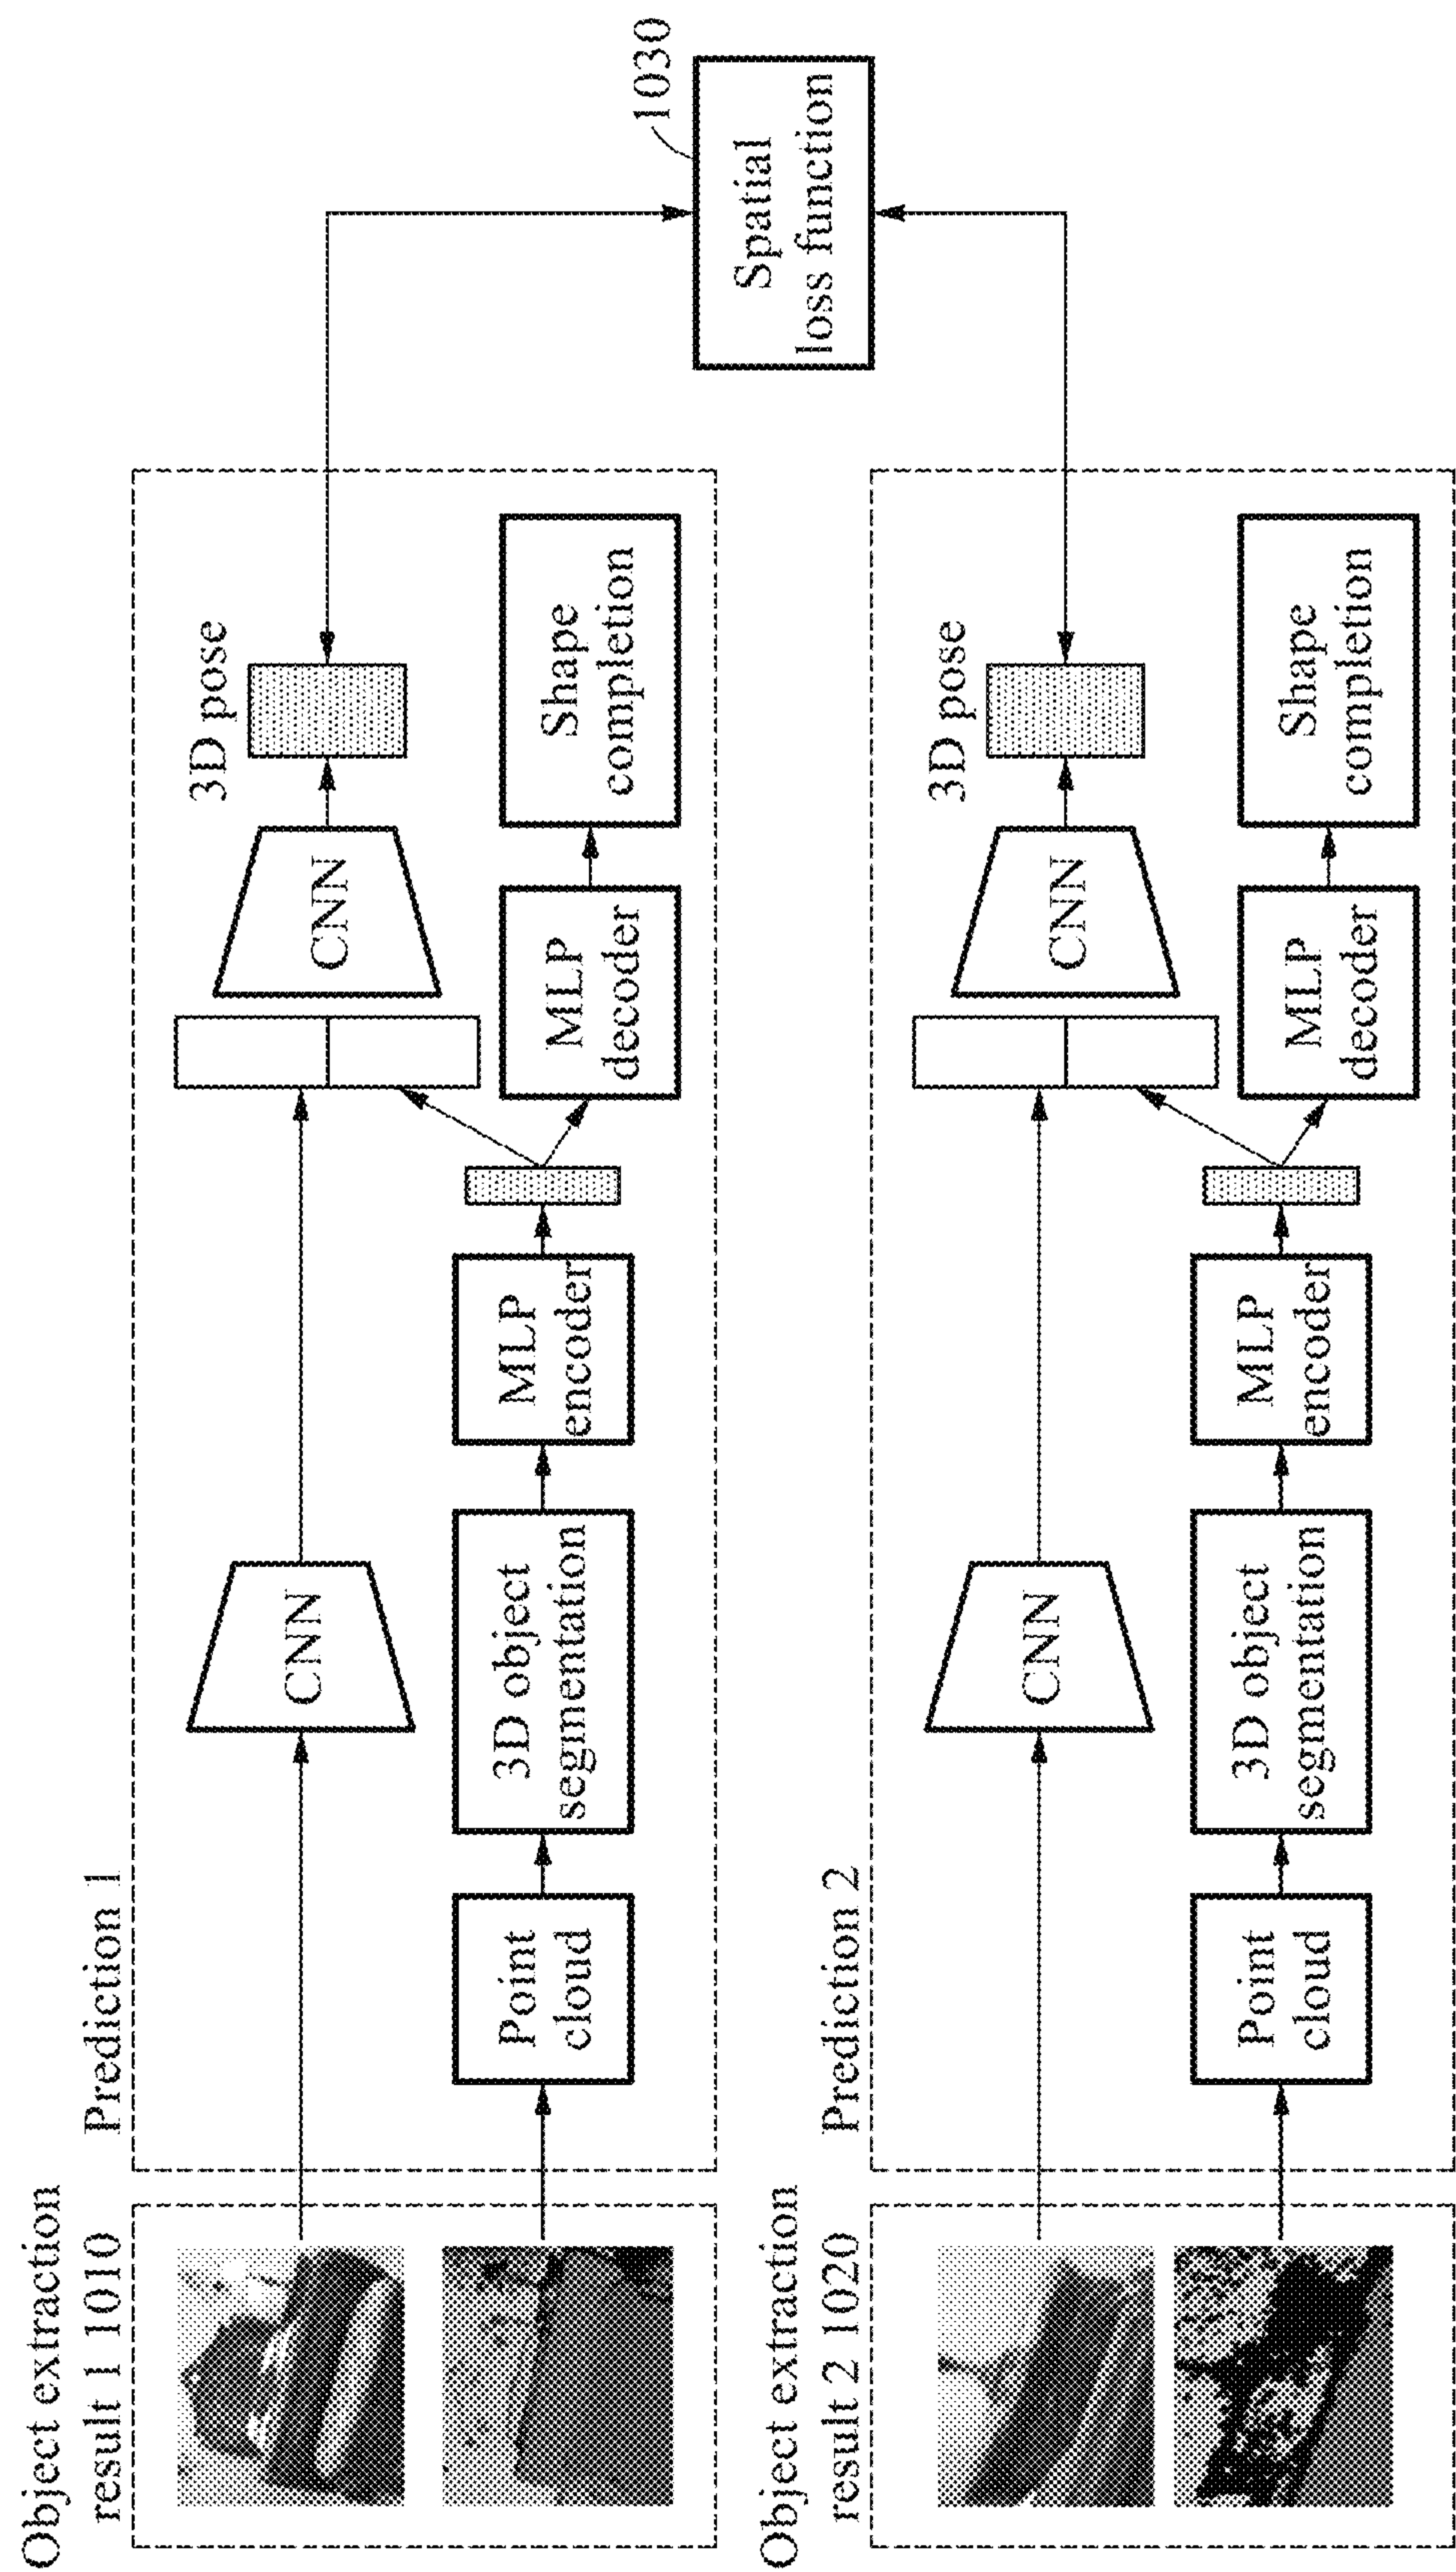 Object extraction
result 1 1010
Prediction 1
CNN
CNN
3D pose
Point
cloud
3D object
segmentation
MLP
encoder
MLP
decoder
Shape
completion
Spatial
loss function
1030
Object extraction
result 2 1020
Prediction 2
CNN
CNN
3D pose
Point
cloud
3D object
segmentation
MLP
encoder
MLP
decoder
Shape
completion